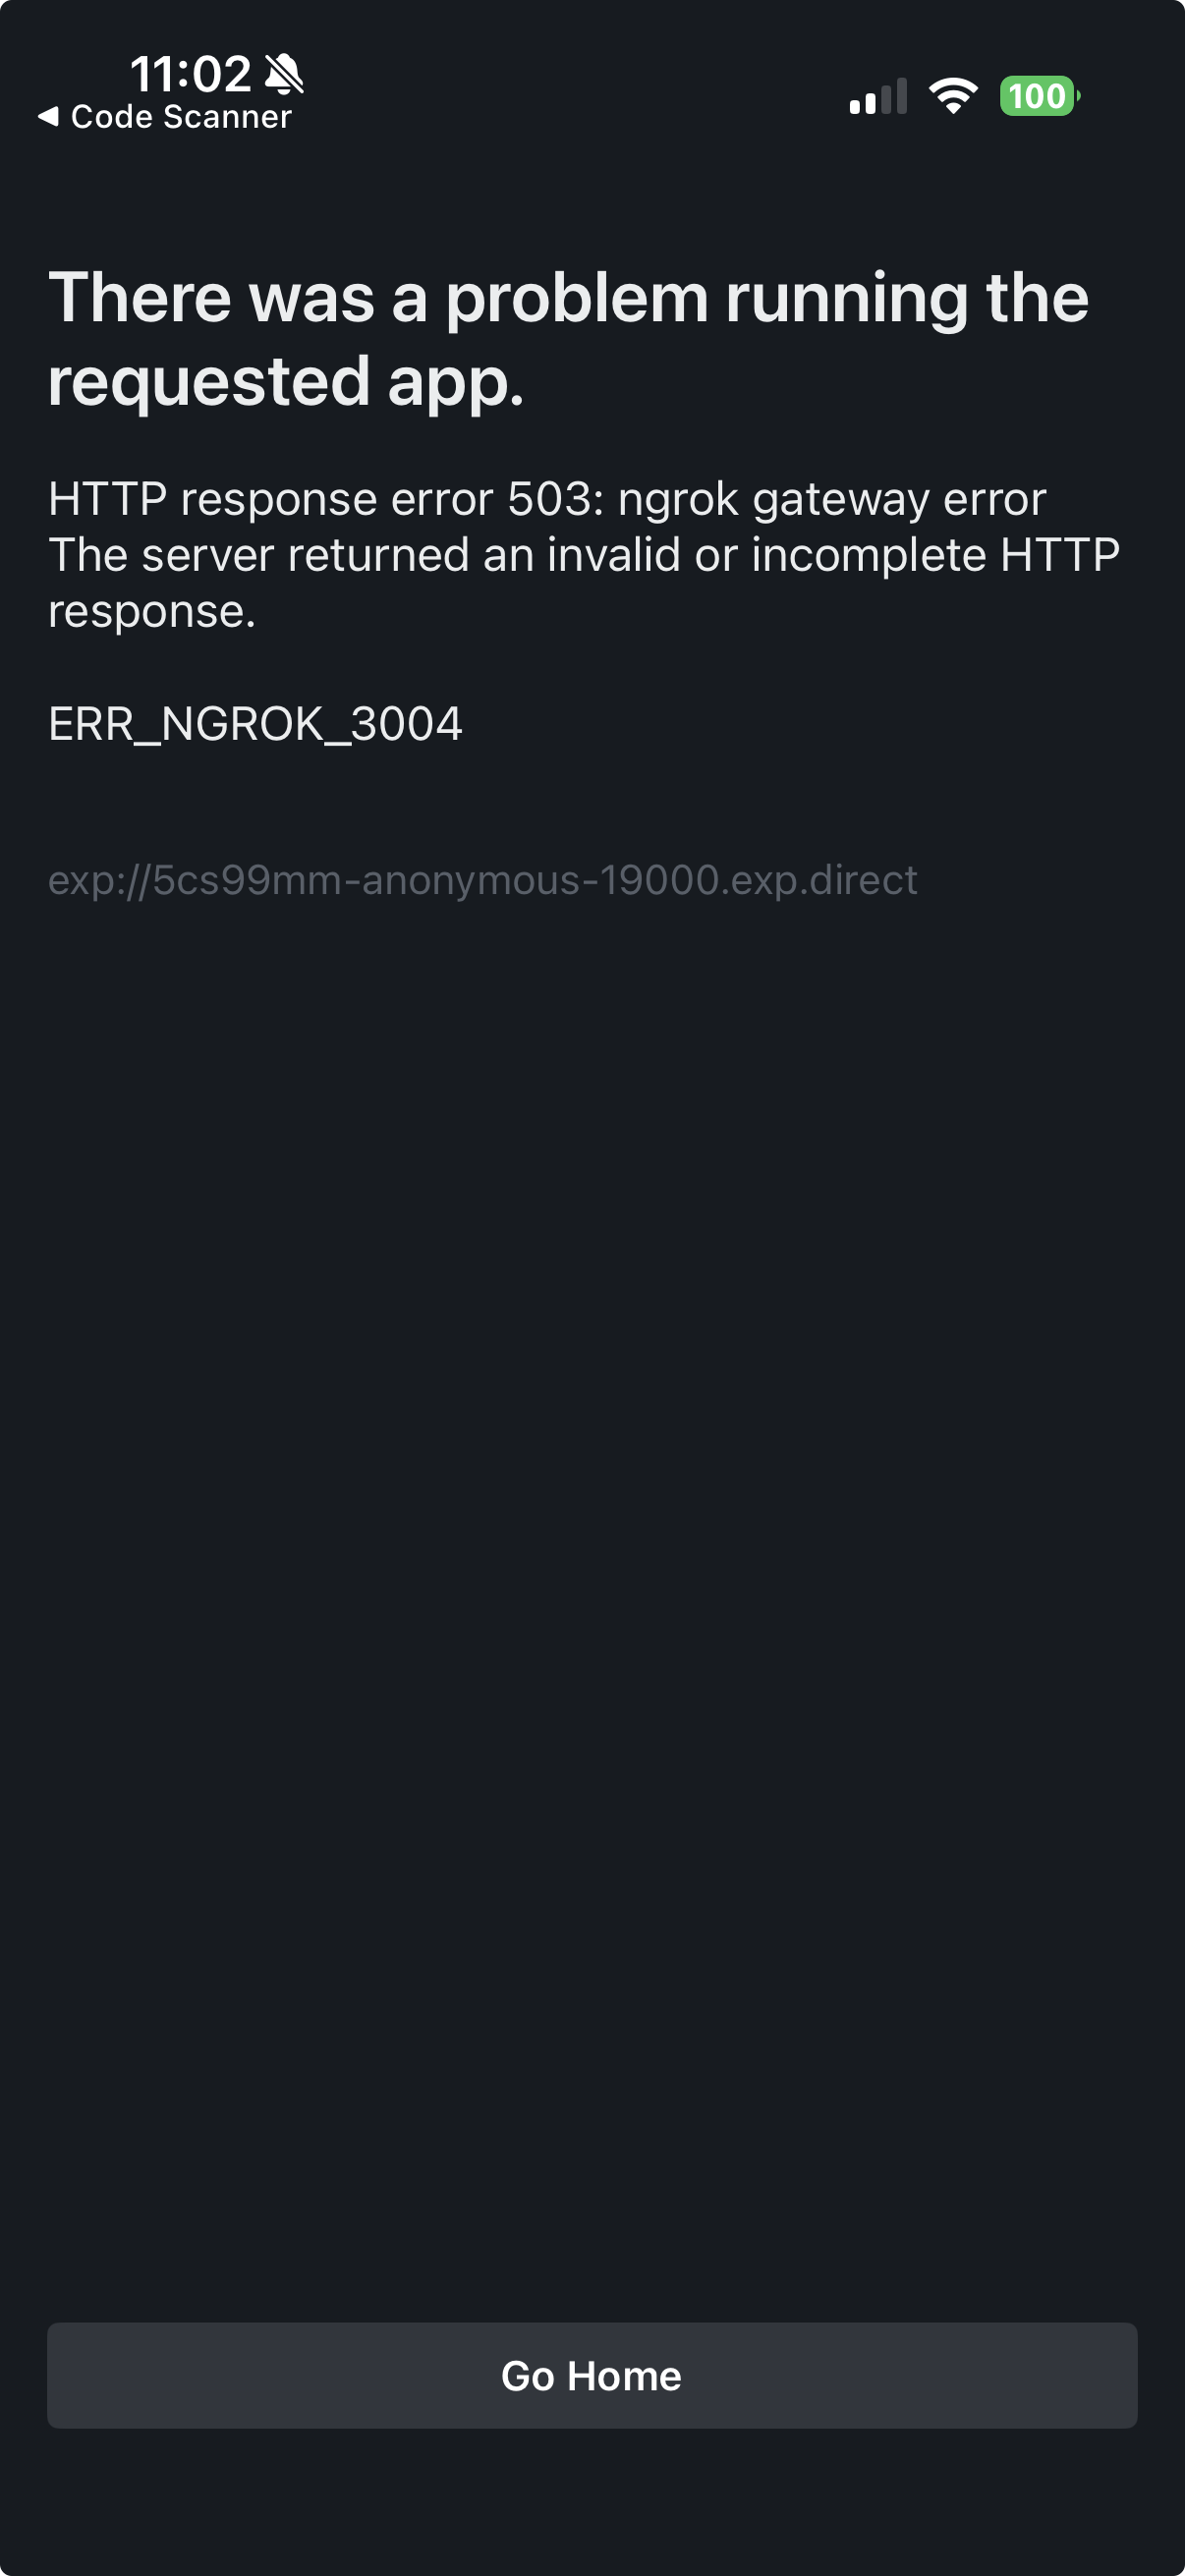 11:02
◀ Code Scanner
100
There was a problem running the
requested app.
HTTP response error 503: ngrok gateway error
The server returned an invalid or incomplete HTTP
response.
ERR_NGROK_3004
exp://5cs99mm-anonymous-19000.exp.direct
Go Home